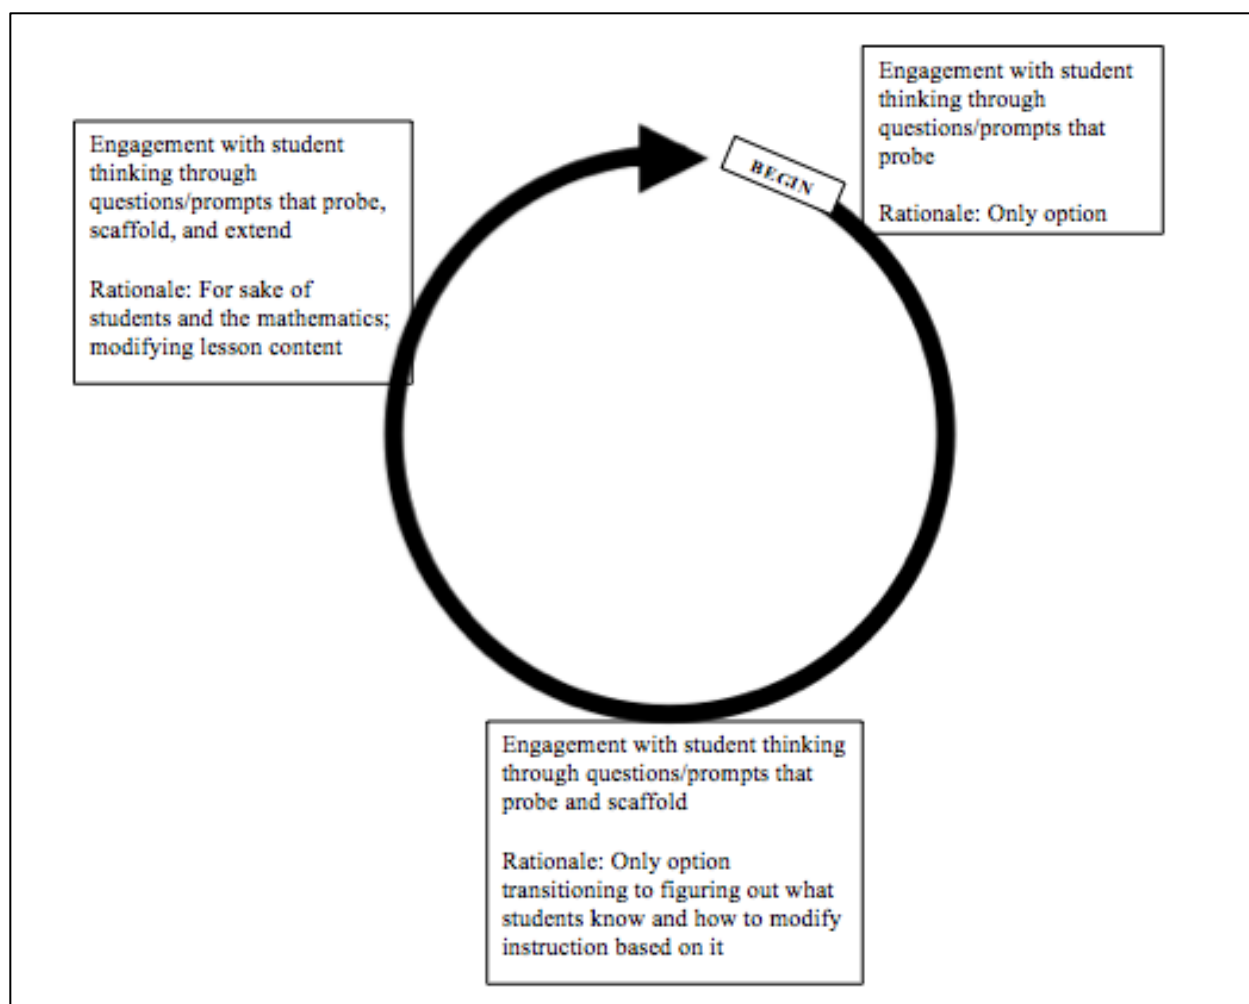 BEGIN
Engagement with student
thinking through
questions/prompts that
probe
Rationale: Only option
Engagement with student thinking
through questions/prompts that
probe and scaffold
Rationale: Only option
transitioning to figuring out what
students know and how to modify
instruction based on it
Engagement with student
thinking through
questions/prompts that probe,
scaffold, and extend
Rationale: For sake of
students and the mathematics;
modifying lesson content